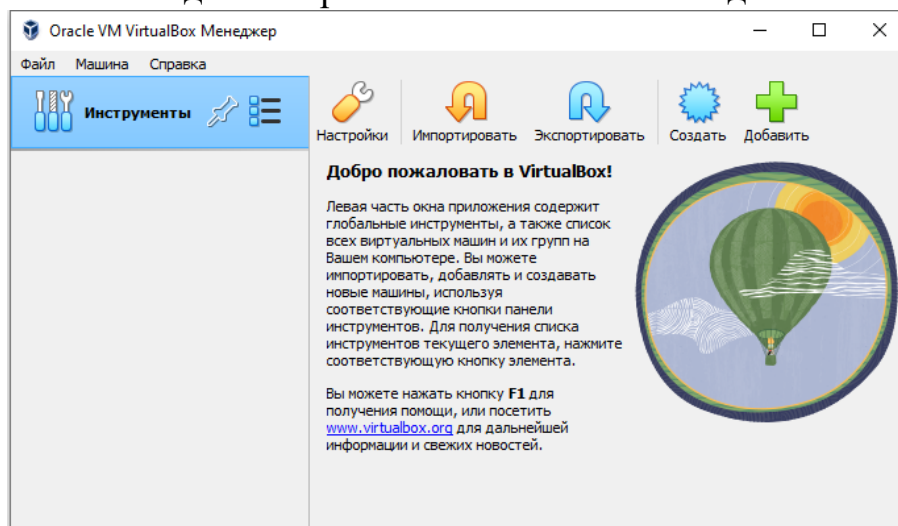 Oracle VM VirtualBox Менеджер
Файл Машина Справка
Инструменты
Настройки Импортировать Экспортировать Создать Добавить
Добро пожаловать в VirtualBox!
Левая часть окна приложения содержит
глобальные инструменты, а также список
всех виртуальных машин и их групп на
Вашем компьютере. Вы можете
импортировать, добавлять и создавать
новые машины, используя
соответствующие кнопки панели
инструментов. Для получения списка
инструментов текущего элемента, нажмите
соответствующую кнопку элемента.
Вы можете нажать кнопку F1 для
получения помощи, или посетить
www.virtualbox.org для дальнейшей
информации и свежих новостей.